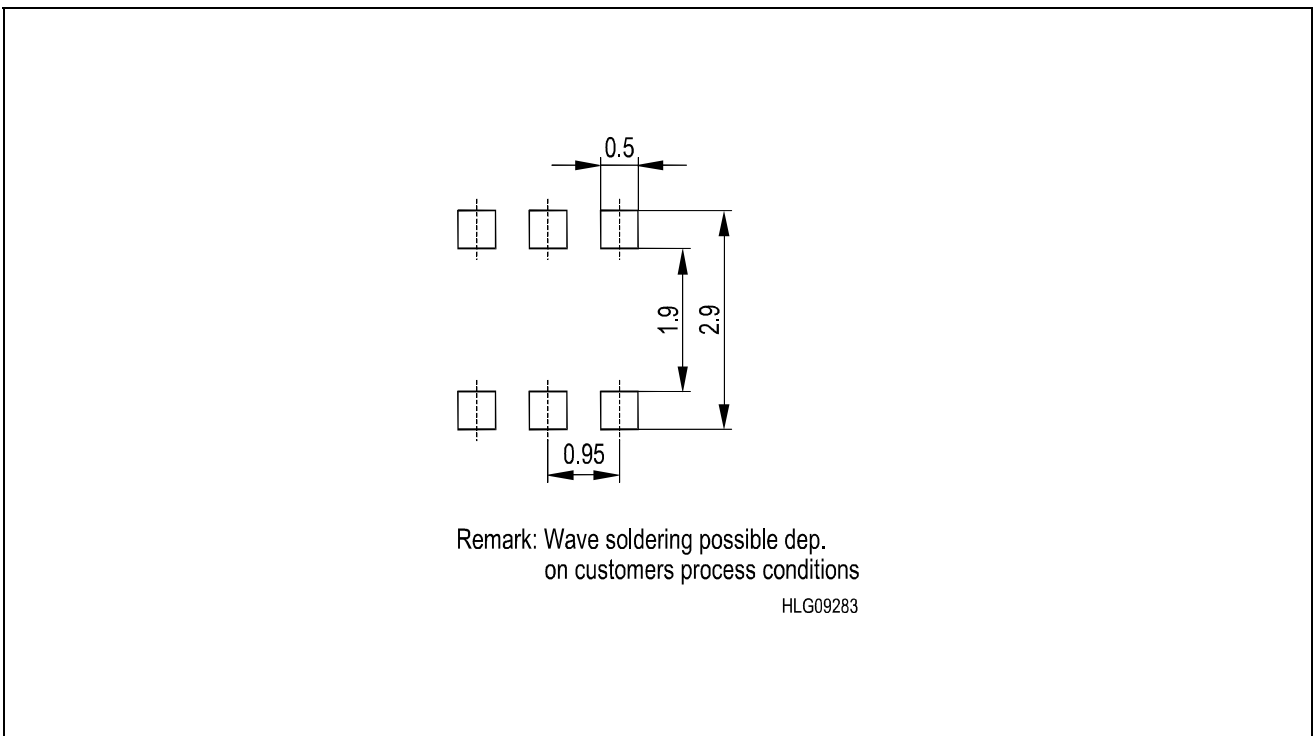 0.5
1.9
2.9
0.95
Remark: Wave soldering possible dep.
on customers process conditions
HLG09283